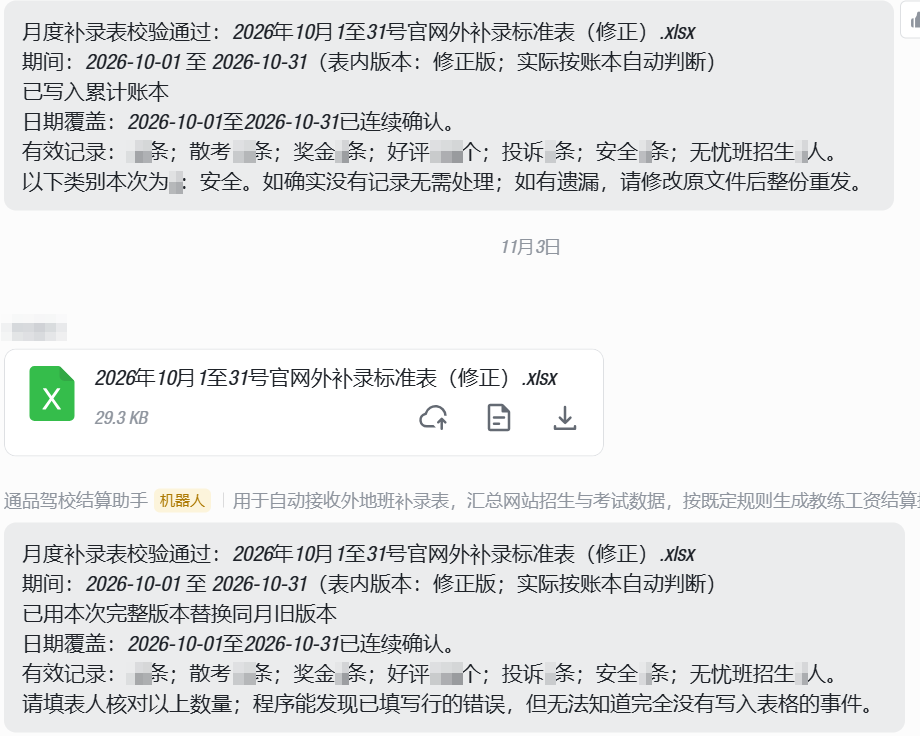 月度补录表校验通过：2026年10月1至31号官网外补录标准表（修正）.xlsx
期间：2026-10-01 至 2026-10-31（表内版本：修正版；实际按账本自动判断）
已写入累计账本
日期覆盖：2026-10-01至2026-10-31已连续确认。
有效记录：条；散考条；奖金条；好评个；投诉条；安全条；无忧班招生人。
以下类别本次为：安全。如确实没有记录无需处理；如有遗漏，请修改原文件后整份重发。
11月3日
2026年10月1至31号官网外补录标准表（修正）.xlsx
29.3 KB
通品驾校结算助手 机器人 用于自动接收外地班补录表，汇总网站招生与考试数据，按既定规则生成教练工资结算
月度补录表校验通过：2026年10月1至31号官网外补录标准表（修正）.xlsx
期间：2026-10-01 至 2026-10-31（表内版本：修正版；实际按账本自动判断）
已用本次完整版本替换同月旧版本
日期覆盖：2026-10-01至2026-10-31已连续确认。
有效记录：条；散考条；奖金条；好评个；投诉条；安全条；无忧班招生人。
请填表人核对以上数量；程序能发现已填写行的错误，但无法知道完全没有写入表格的事件。